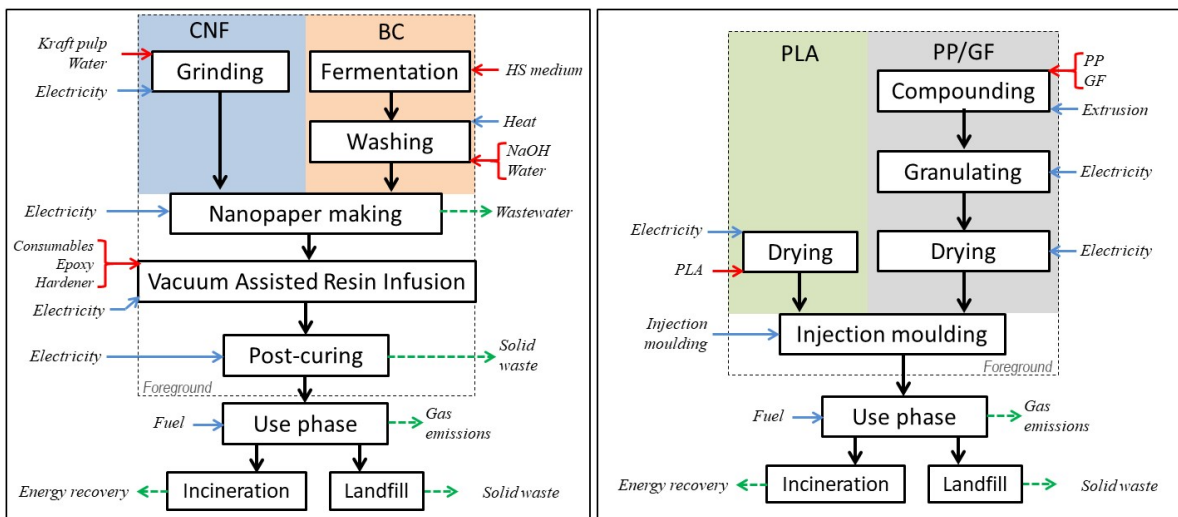 CNF
BC
Kraft pulp
Water
Grinding
Fermentation
HS medium
Electricity
Heat
Washing
NaOH
Water
Electricity
Nanopaper making
Wastewater
Consumables
Epoxy
Hardener
Vacuum Assisted Resin Infusion
Electricity
Electricity
Post-curing
Solid
waste
Foreground
Fuel
Use phase
Gas
emissions
Energy recovery
Incineration
Landfill
Solid waste
PLA
PP/GF
PP
GF
Compounding
Extrusion
Granulating
Electricity
Electricity
Drying
PLA
Drying
Electricity
Injection
moulding
Injection moulding
Foreground
Fuel
Use phase
Gas
emissions
Energy recovery
Incineration
Landfill
Solid waste